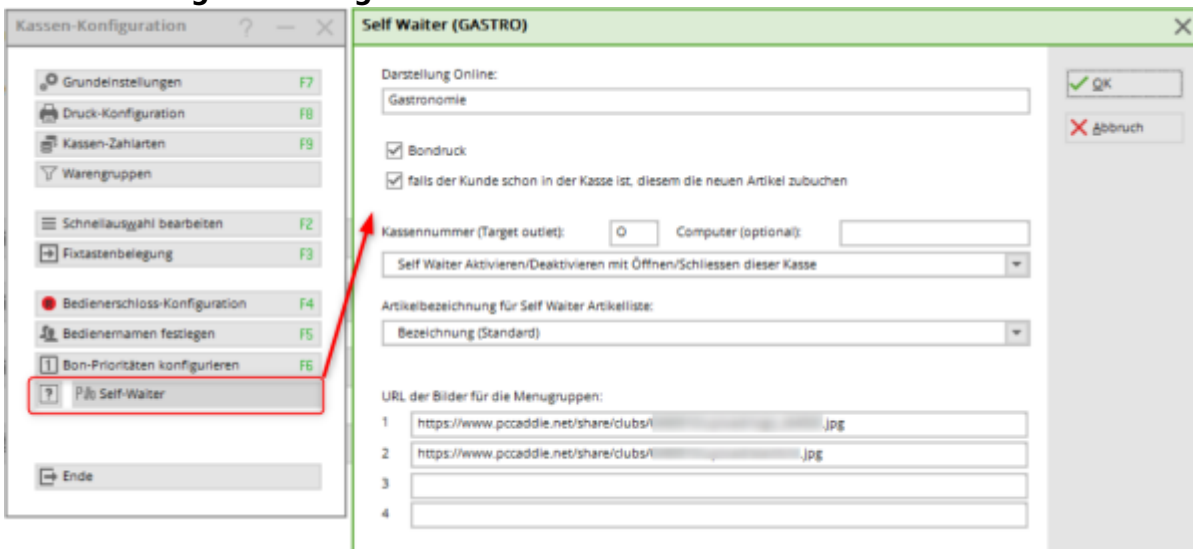 Kassen-Konfiguration
Grundeinstellungen F7
Druck-Konfiguration F8
Kassen-Zahlarten F9
Warengruppen
Schnellauswahl bearbeiten F2
Fixtastenbelegung F3
Bedienerschloss-Konfiguration F4
Bedienernamen festlegen F5
1 Bon-Prioritäten konfigurieren F6
? Self-Waiter
Ende
Self Waiter (GASTRO)
Darstellung Online:
Gastronomie
Bondruck
falls der Kunde schon in der Kasse ist, diesem die neuen Artikel zubuchen
Kassennummer (Target outlet): O Computer (optional):
Self Waiter Aktivieren/Deaktivieren mit Öffnen/Schliessen dieser Kasse
Artikelbezeichnung für Self Waiter Artikelliste:
Bezeichnung (Standard)
URL der Bilder für die Menugruppen:
1 https://www.pccaddie.net/share/clubs/ .jpg
2 https://www.pccaddie.net/share/clubs/ .jpg
3
4
OK
Abbruch